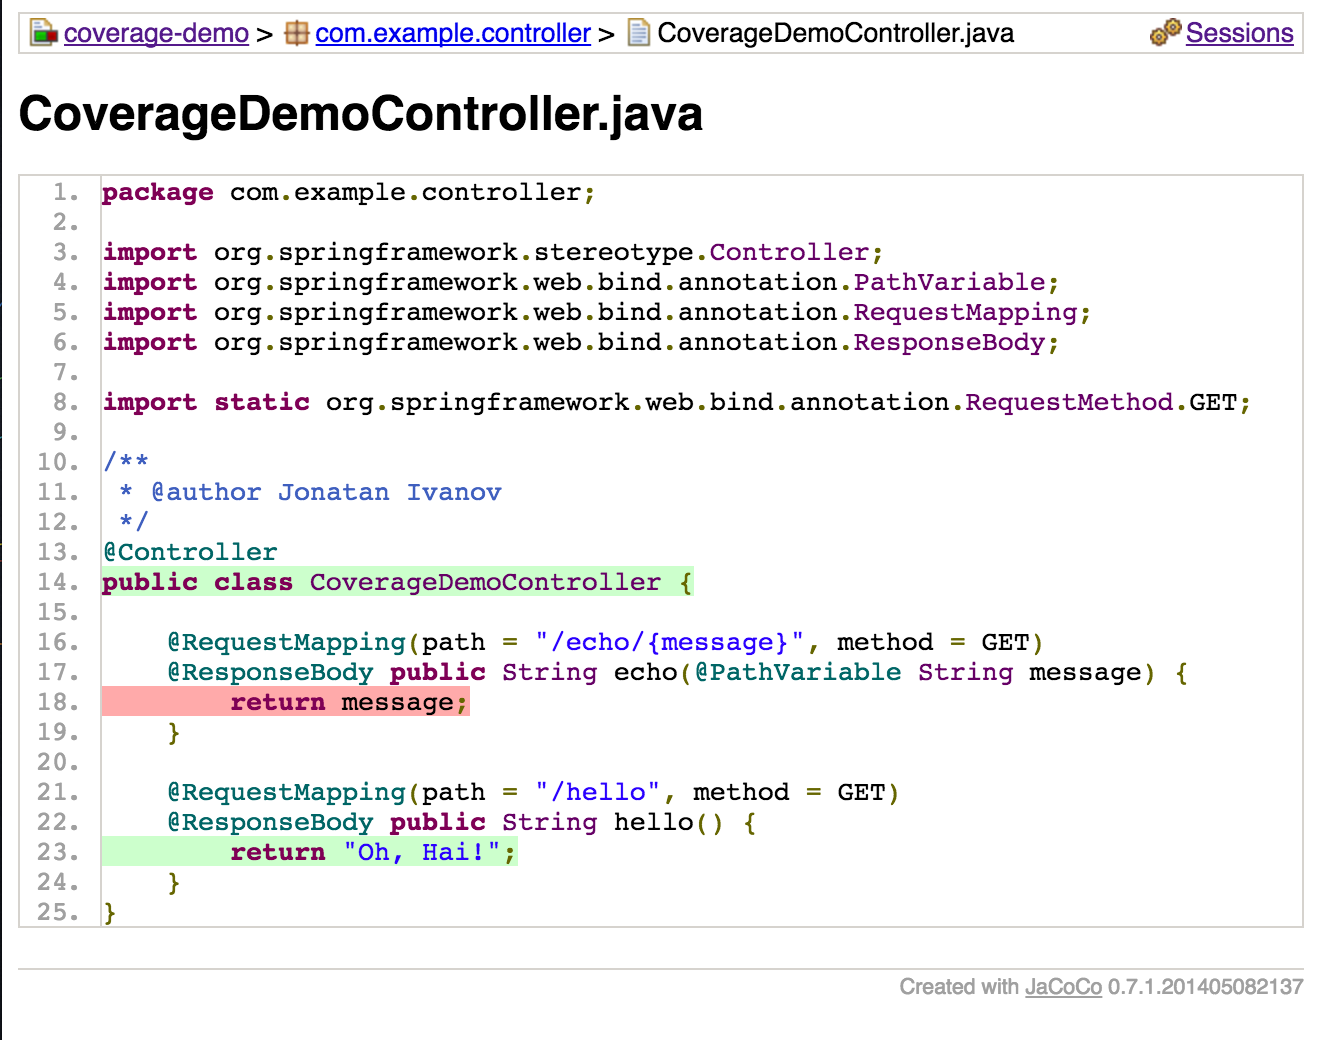 coverage-demo > com.example.controller > CoverageDemoController.java Sessions
CoverageDemoController.java
1. package com.example.controller;
2.
3. import org.springframework.stereotype.Controller;
4. import org.springframework.web.bind.annotation.PathVariable;
5. import org.springframework.web.bind.annotation.RequestMapping;
6. import org.springframework.web.bind.annotation.ResponseBody;
7.
8. import static org.springframework.web.bind.annotation.RequestMethod.GET;
9.
10. /**
11.  * @author Jonatan Ivanov
12.  */
13. @Controller
14. public class CoverageDemoController {
15.
16.     @RequestMapping(path = "/echo/{message}", method = GET)
17.     @ResponseBody public String echo(@PathVariable String message) {
18.         return message;
19.     }
20.
21.     @RequestMapping(path = "/hello", method = GET)
22.     @ResponseBody public String hello() {
23.         return "Oh, Hai!";
24.     }
25. }
Created with JaCoCo 0.7.1.201405082137